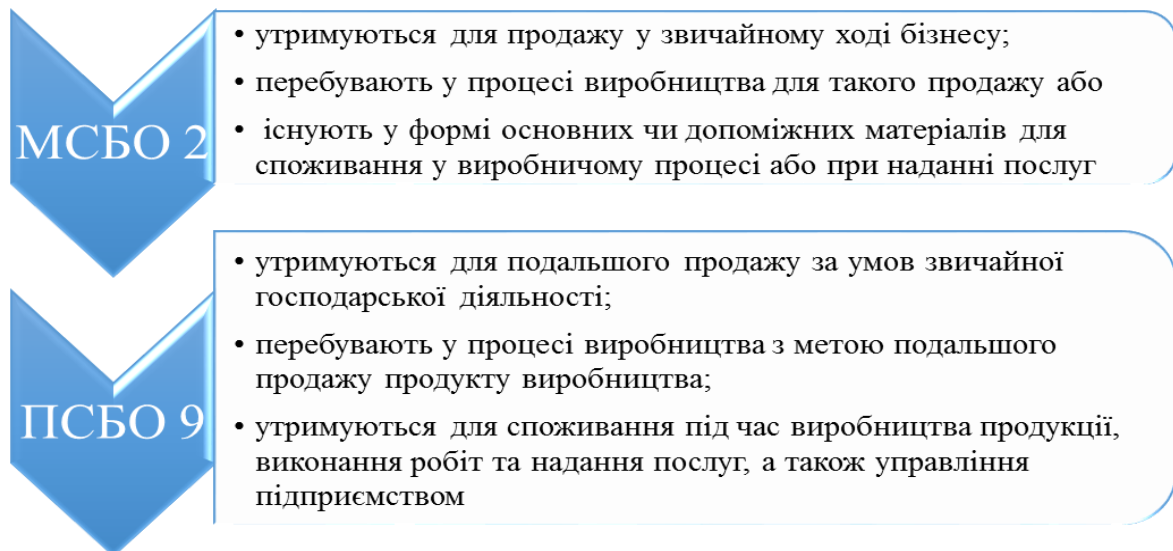 МСБО 2
• утримуються для продажу у звичайному ході бізнесу;
• перебувають у процесі виробництва для такого продажу або
• існують у формі основних чи допоміжних матеріалів для
споживання у виробничому процесі або при наданні послуг
ПСБО 9
• утримуються для подальшого продажу за умов звичайної
господарської діяльності;
• перебувають у процесі виробництва з метою подальшого
продажу продукту виробництва;
• утримуються для споживання під час виробництва продукції,
виконання робіт та надання послуг, а також управління
підприємством